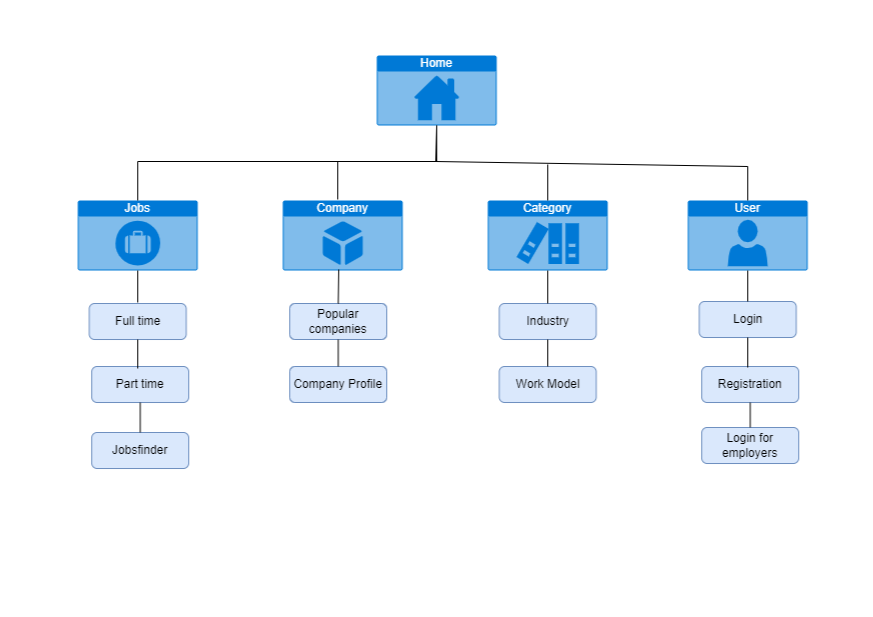 Home
Jobs
Company
Category
User
Full time
Popular
companies
Industry
Login
Part time
Company Profile
Work Model
Registration
Jobsfinder
Login for
employers